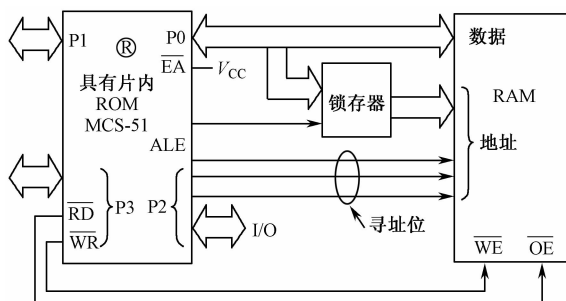 P1
®
P0
数据
EA
V_CC
具有片内
ROM
MCS-51
锁存器
RAM
ALE
地址
P3
P2
RD
WR
I/O
寻址位
WE
OE